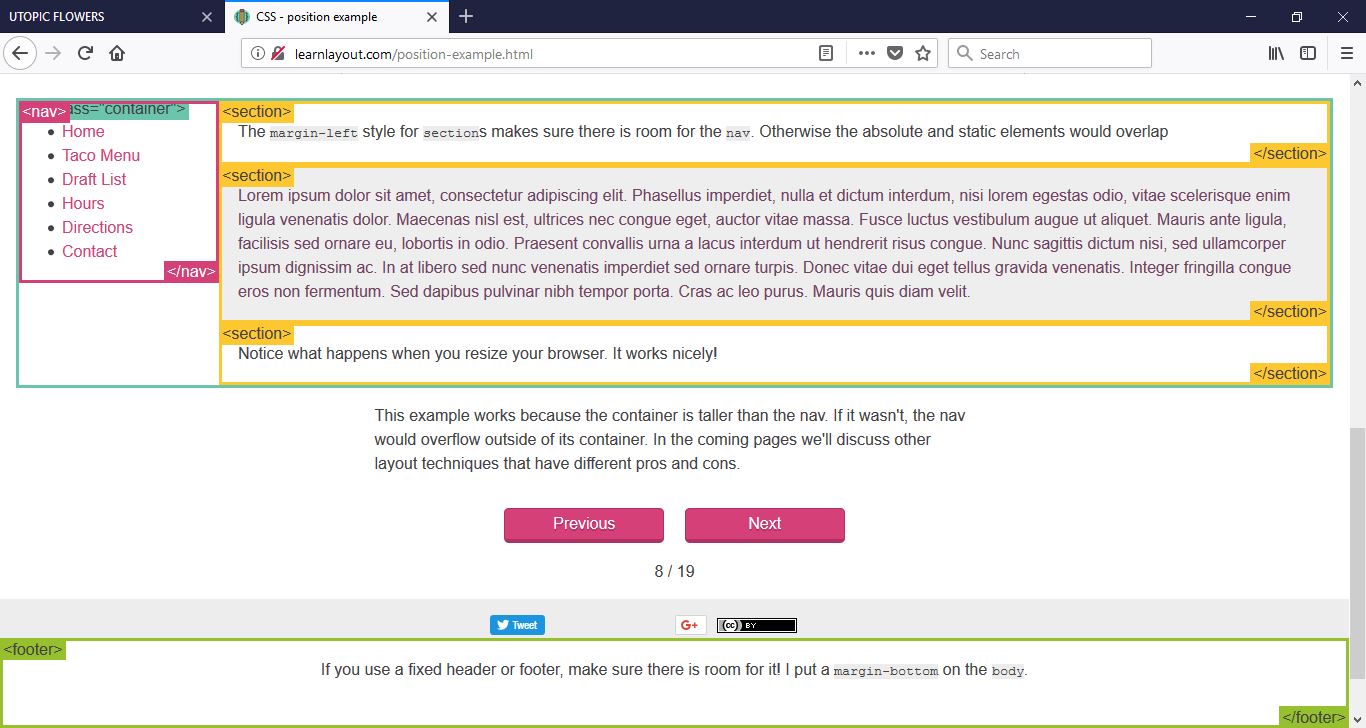 UTOPIC FLOWERS
CSS - position example
learnlayout.com/position-example.html
Search
<nav>
ass="container">
Home
Taco Menu
Draft List
Hours
Directions
Contact
</nav>
<section>
The margin-left style for sections makes sure there is room for the nav. Otherwise the absolute and static elements would overlap
</section>
<section>
Lorem ipsum dolor sit amet, consectetur adipiscing elit. Phasellus imperdiet, nulla et dictum interdum, nisi lorem egestas odio, vitae scelerisque enim
ligula venenatis dolor. Maecenas nisl est, ultrices nec congue eget, auctor vitae massa. Fusce luctus vestibulum augue ut aliquet. Mauris ante ligula,
facilisis sed ornare eu, lobortis in odio. Praesent convallis urna a lacus interdum ut hendrerit risus congue. Nunc sagittis dictum nisi, sed ullamcorper
ipsum dignissim ac. In at libero sed nunc venenatis imperdiet sed ornare turpis. Donec vitae dui eget tellus gravida venenatis. Integer fringilla congue
eros non fermentum. Sed dapibus pulvinar nibh tempor porta. Cras ac leo purus. Mauris quis diam velit.
</section>
<section>
Notice what happens when you resize your browser. It works nicely!
</section>
This example works because the container is taller than the nav. If it wasn't, the nav
would overflow outside of its container. In the coming pages we'll discuss other
layout techniques that have different pros and cons.
Previous
Next
8 / 19
Tweet
G+
cc BY
<footer>
If you use a fixed header or footer, make sure there is room for it! I put a margin-bottom on the body.
</footer>